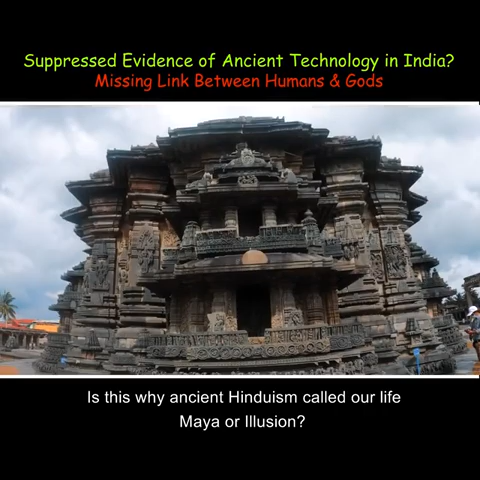 Suppressed Evidence of Ancient Technology in India?
Missing Link Between Humans & Gods
Is this why ancient Hinduism called our life
Maya or Illusion?